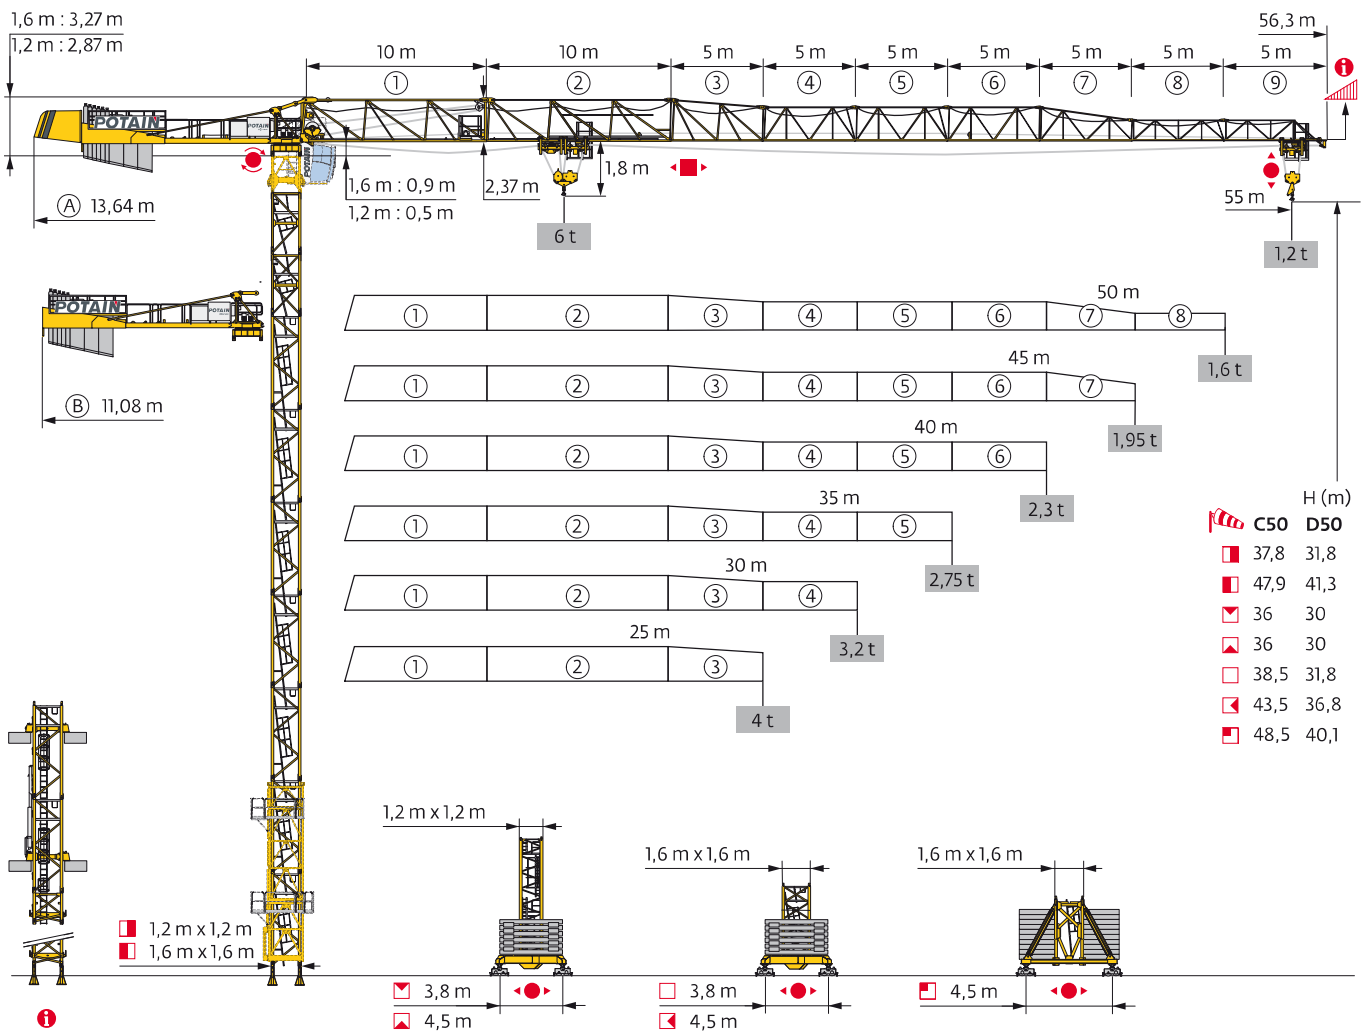 1,6 m : 3,27 m
1,2 m : 2,87 m
10 m
10 m
5 m
5 m
5 m
5 m
5 m
5 m
5 m
56,3 m
1
2
3
4
5
6
7
8
9
i
POTAIN
POTAIN
A 13,64 m
1,6 m : 0,9 m
1,2 m : 0,5 m
2,37 m
1,8 m
6 t
55 m
1,2 t
POTAIN
POTAIN
POTAIN
B 11,08 m
50 m
1 2 3 4 5 6 7 8
1,6 t
45 m
1 2 3 4 5 6 7
1,95 t
40 m
1 2 3 4 5 6
2,3 t
35 m
1 2 3 4 5
2,75 t
30 m
1 2 3 4
3,2 t
25 m
1 2 3
4 t
H (m)
C50 D50
37,8 31,8
47,9 41,3
36 30
36 30
38,5 31,8
43,5 36,8
48,5 40,1
1,2 m x 1,2 m
1,6 m x 1,6 m
1,2 m x 1,2 m
3,8 m
4,5 m
1,6 m x 1,6 m
3,8 m
4,5 m
1,6 m x 1,6 m
4,5 m
i